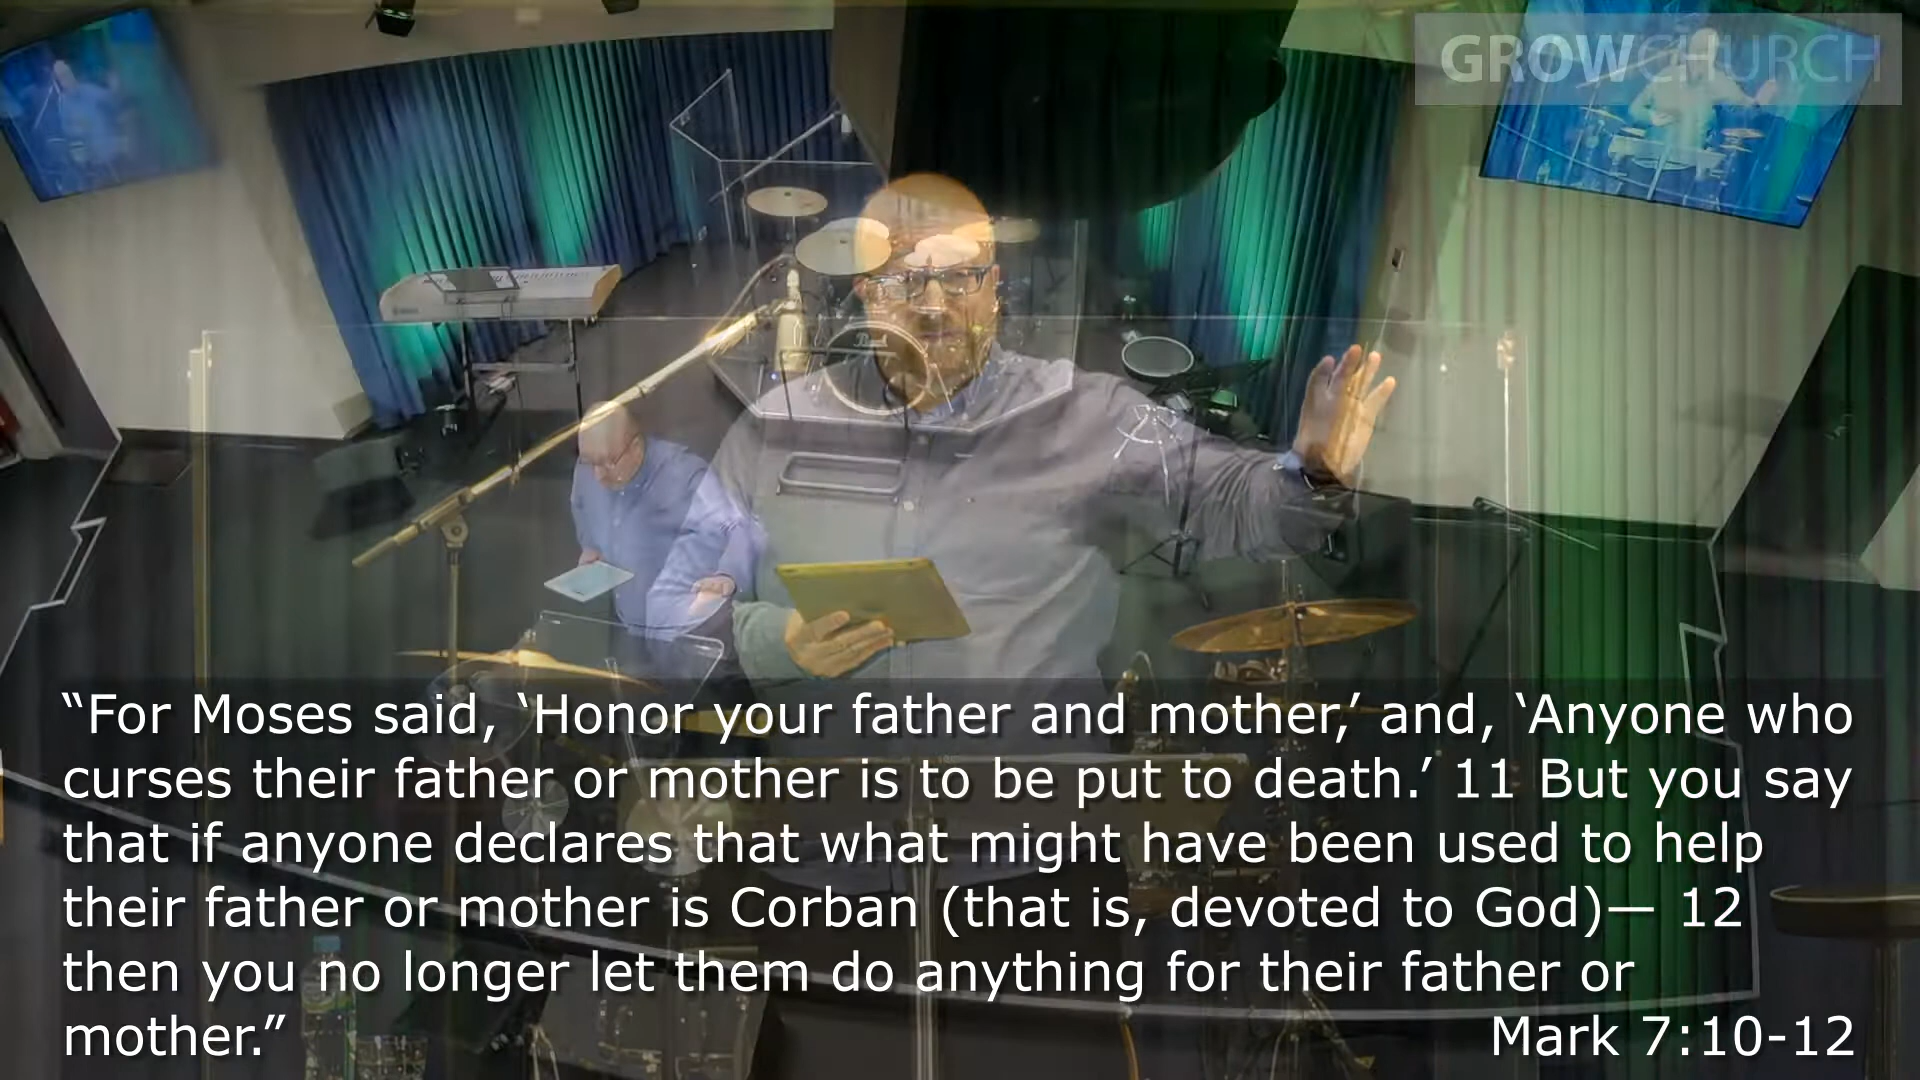 GROWCHURCH
“For Moses said, ‘Honor your father and mother,’ and, ‘Anyone who
curses their father or mother is to be put to death.’ 11 But you say
that if anyone declares that what might have been used to help
their father or mother is Corban (that is, devoted to God)— 12
then you no longer let them do anything for their father or
mother.” Mark 7:10-12